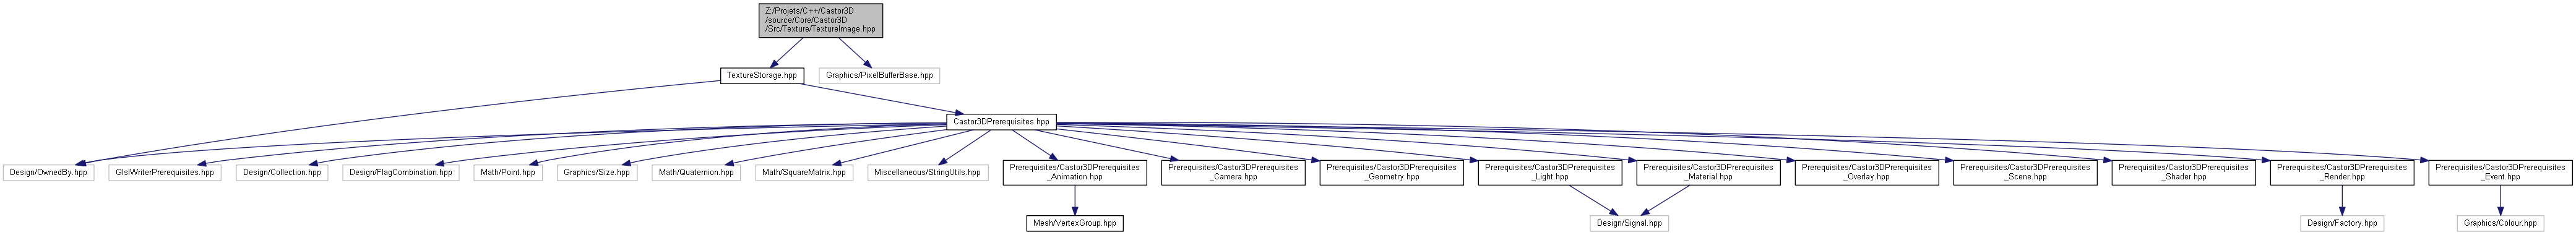 Z:/Projets/C++/Castor3D
/source/Core/Castor3D
/Src/Texture/TextureImage.hpp
TextureStorage.hpp
Graphics/PixelBufferBase.hpp
Castor3DPrerequisites.hpp
Design/OwnedBy.hpp
GlslWriterPrerequisites.hpp
Design/Collection.hpp
Design/FlagCombination.hpp
Math/Point.hpp
Graphics/Size.hpp
Math/Quaternion.hpp
Math/SquareMatrix.hpp
Miscellaneous/StringUtils.hpp
Prerequisites/Castor3DPrerequisites
_Animation.hpp
Prerequisites/Castor3DPrerequisites
_Camera.hpp
Prerequisites/Castor3DPrerequisites
_Geometry.hpp
Prerequisites/Castor3DPrerequisites
_Light.hpp
Prerequisites/Castor3DPrerequisites
_Material.hpp
Prerequisites/Castor3DPrerequisites
_Overlay.hpp
Prerequisites/Castor3DPrerequisites
_Scene.hpp
Prerequisites/Castor3DPrerequisites
_Shader.hpp
Prerequisites/Castor3DPrerequisites
_Render.hpp
Prerequisites/Castor3DPrerequisites
_Event.hpp
Mesh/VertexGroup.hpp
Design/Signal.hpp
Design/Factory.hpp
Graphics/Colour.hpp